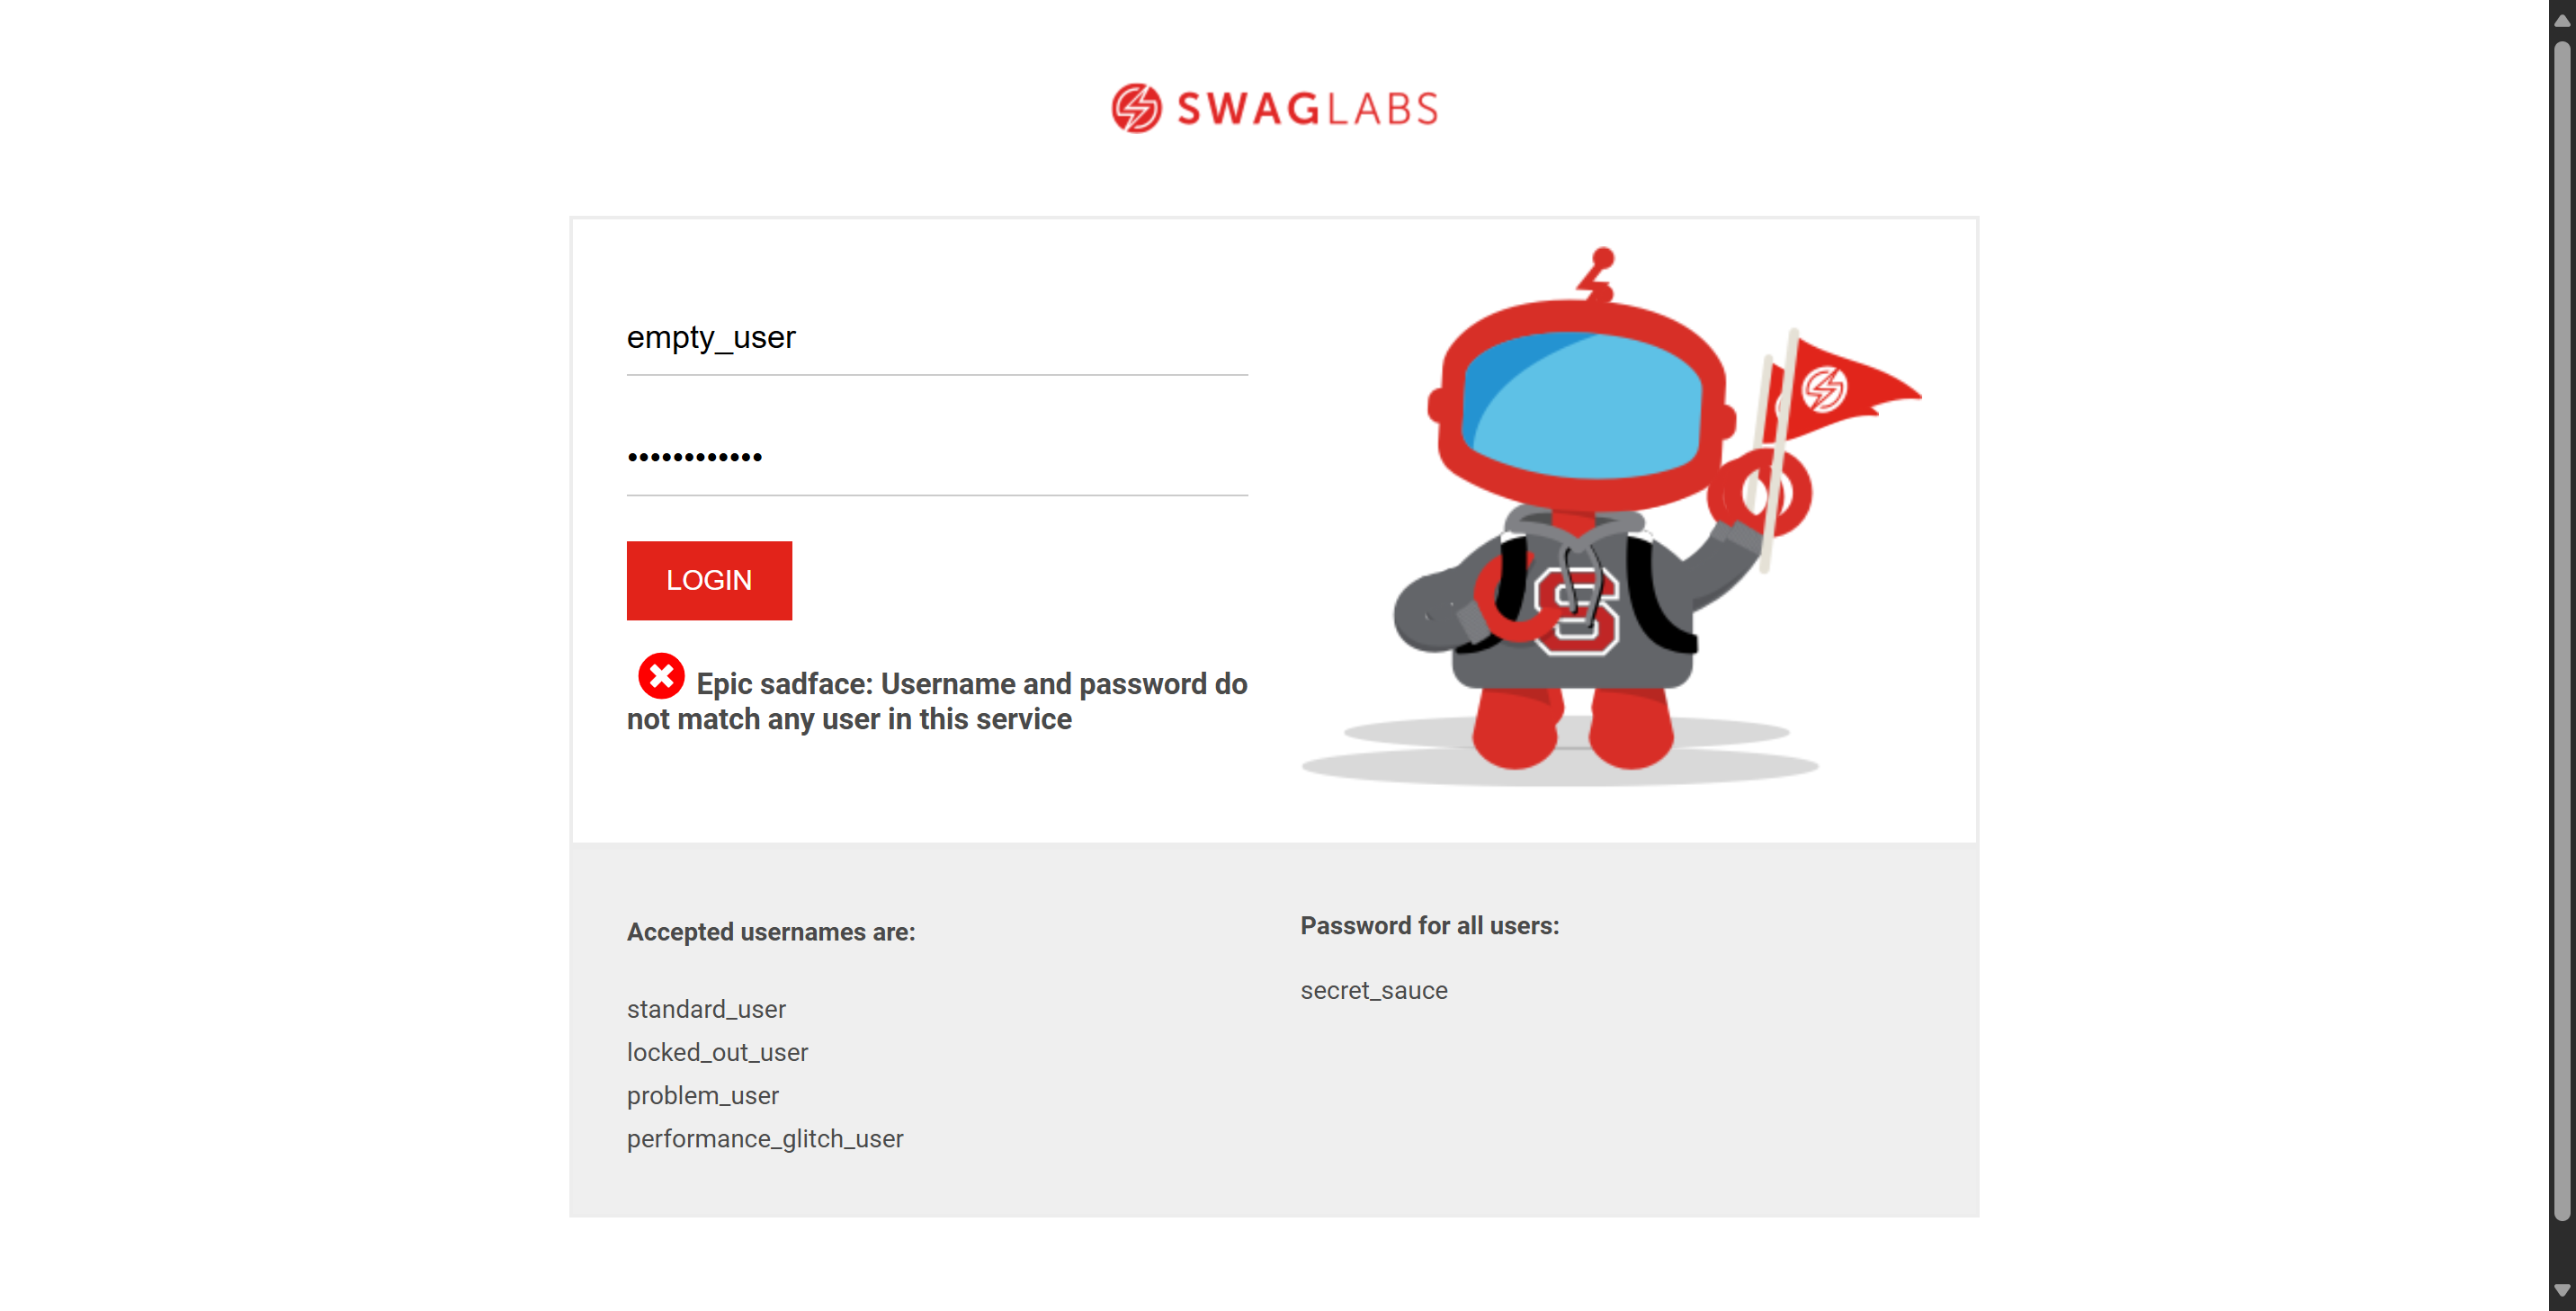 SWAGLABS
empty_user
••••••••••••
LOGIN
Epic sadface: Username and password do
not match any user in this service
S
Accepted usernames are:
standard_user
locked_out_user
problem_user
performance_glitch_user
Password for all users:
secret_sauce